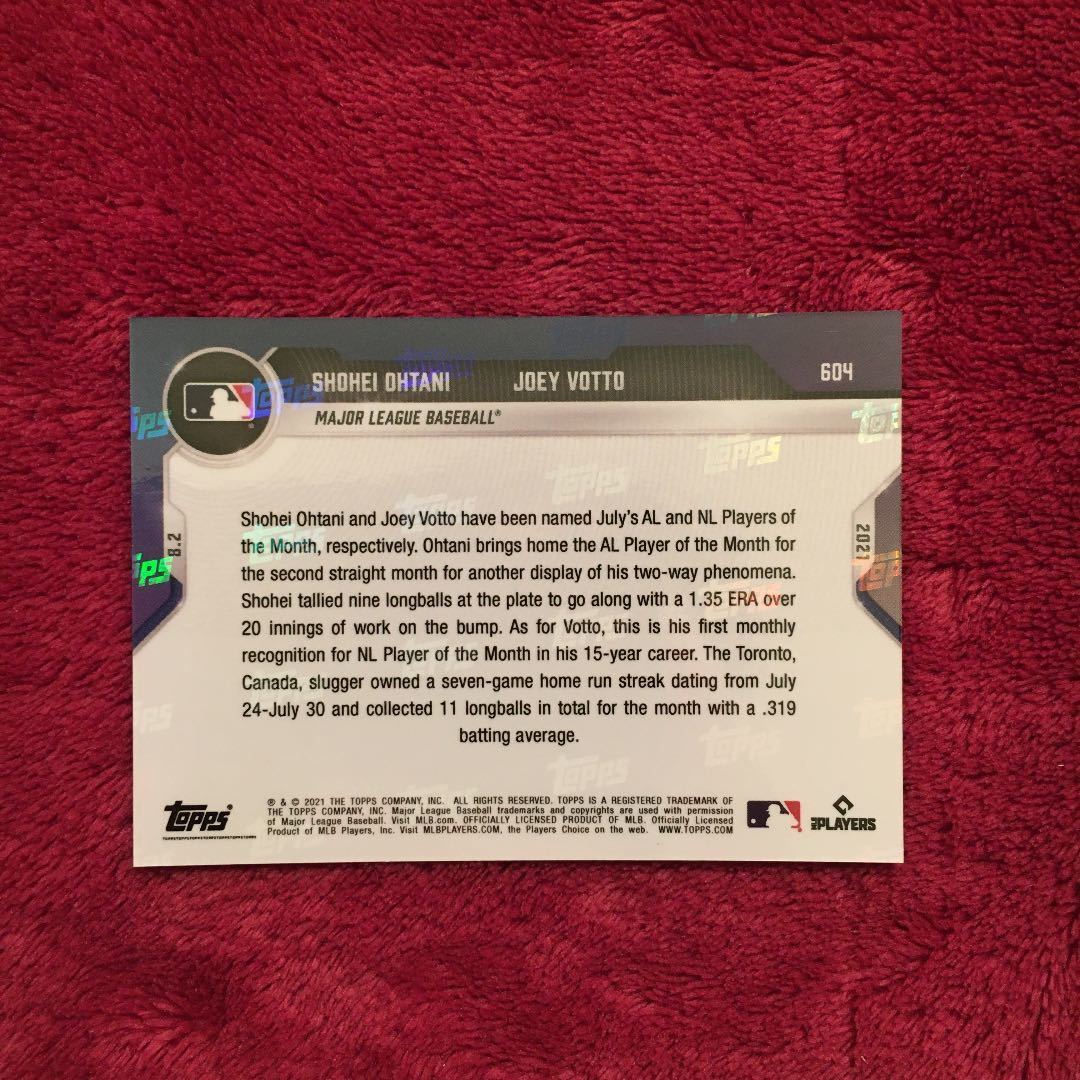 SHOHEI OHTANI JOEY VOTTO 604
MAJOR LEAGUE BASEBALL®
8.2
2021
Shohei Ohtani and Joey Votto have been named July's AL and NL Players of
the Month, respectively. Ohtani brings home the AL Player of the Month for
the second straight month for another display of his two-way phenomena.
Shohei tallied nine longballs at the plate to go along with a 1.35 ERA over
20 innings of work on the bump. As for Votto, this is his first monthly
recognition for NL Player of the Month in his 15-year career. The Toronto,
Canada, slugger owned a seven-game home run streak dating from July
24-July 30 and collected 11 longballs in total for the month with a .319
batting average.
Topps®
® & © 2021 THE TOPPS COMPANY, INC. ALL RIGHTS RESERVED. TOPPS IS A REGISTERED TRADEMARK OF
THE TOPPS COMPANY, INC. Major League Baseball trademarks and copyrights are used with permission
of Major League Baseball. Visit MLB.com. OFFICIALLY LICENSED PRODUCT OF MLB. Officially Licensed
Product of MLB Players, Inc. Visit MLBPLAYERS.COM, the Players Choice on the web. WWW.TOPPS.COM
MLB PLAYERS